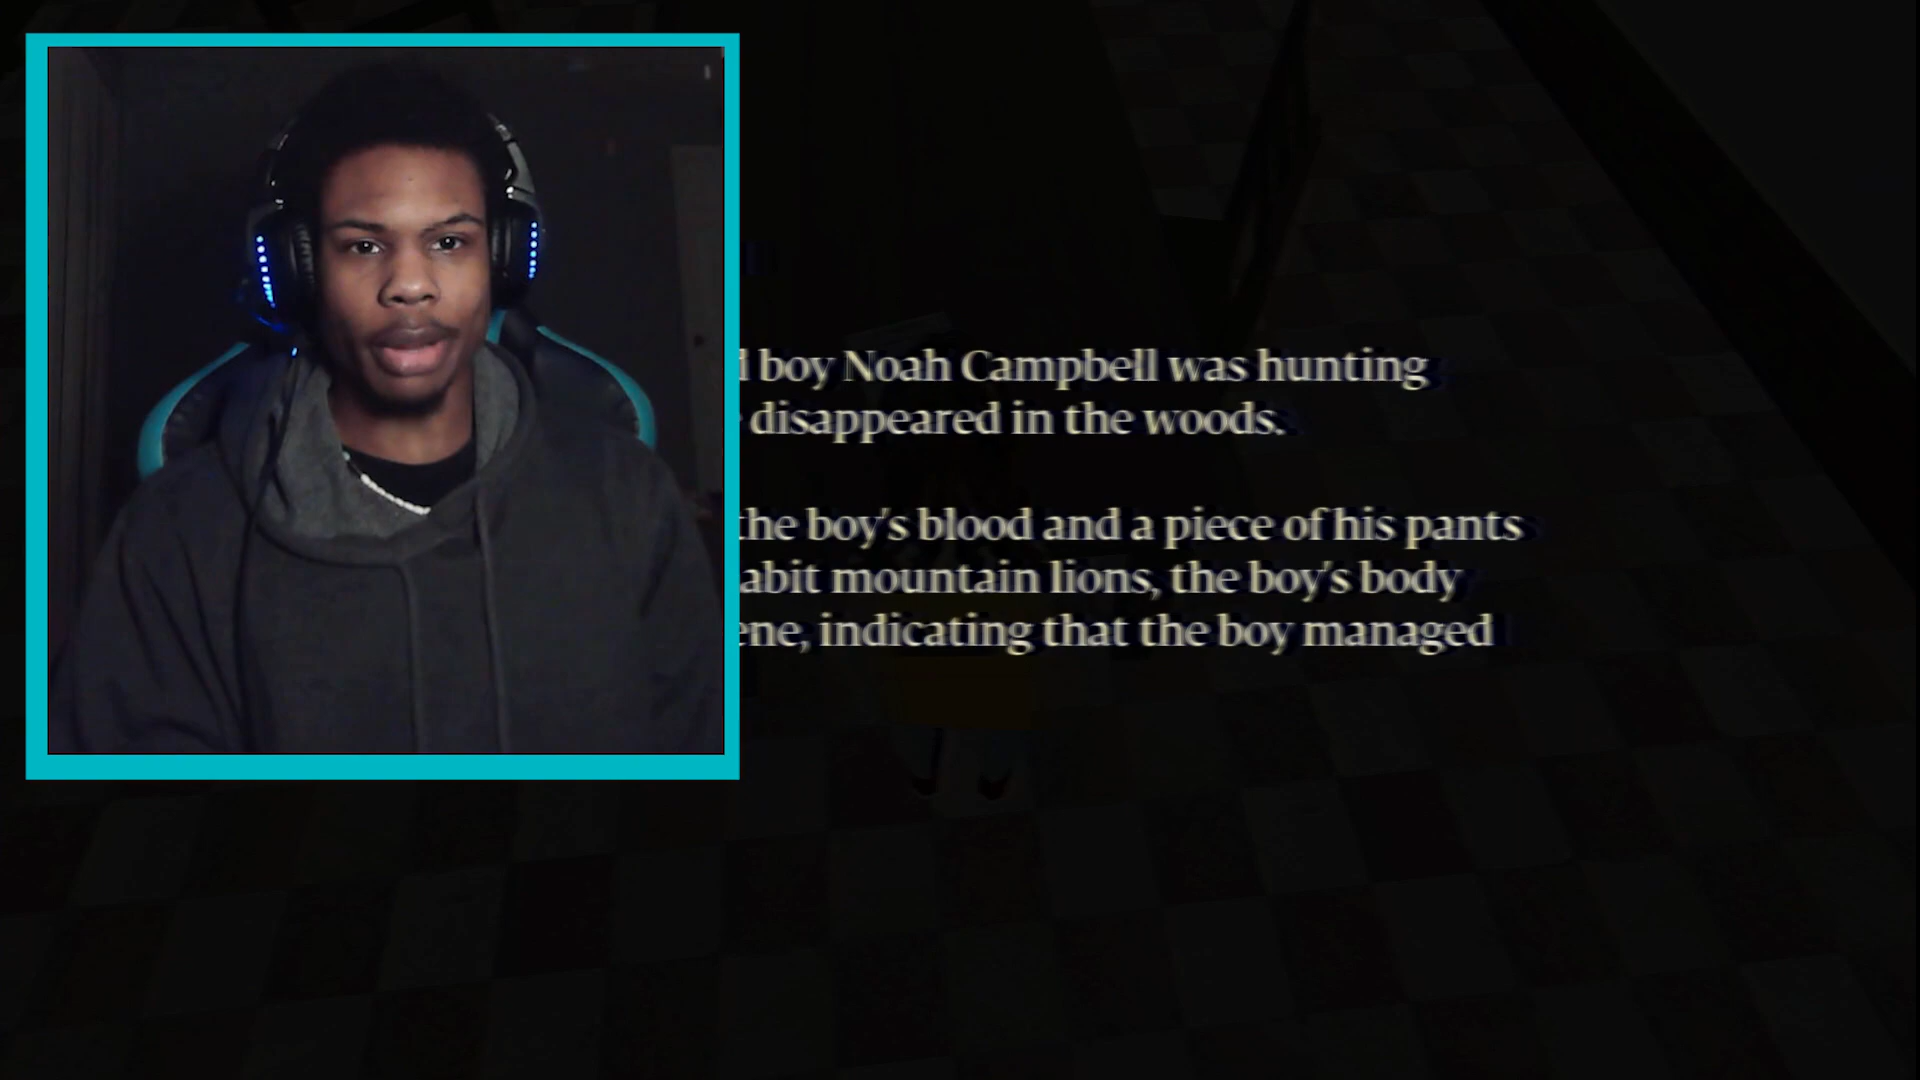 boy Noah Campbell was hunting
disappeared in the woods.
the boy's blood and a piece of his pants
abit mountain lions, the boy's body
ene, indicating that the boy managed